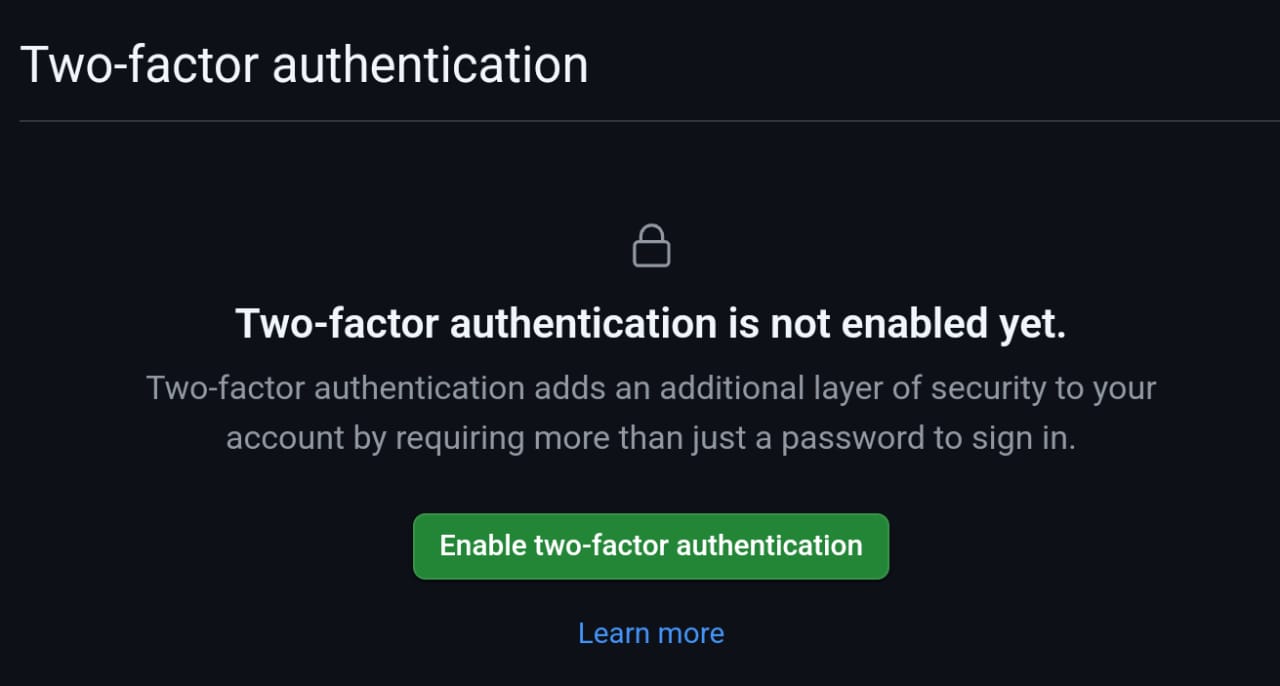 Two-factor authentication
Two-factor authentication is not enabled yet.
Two-factor authentication adds an additional layer of security to your
account by requiring more than just a password to sign in.
Enable two-factor authentication
Learn more